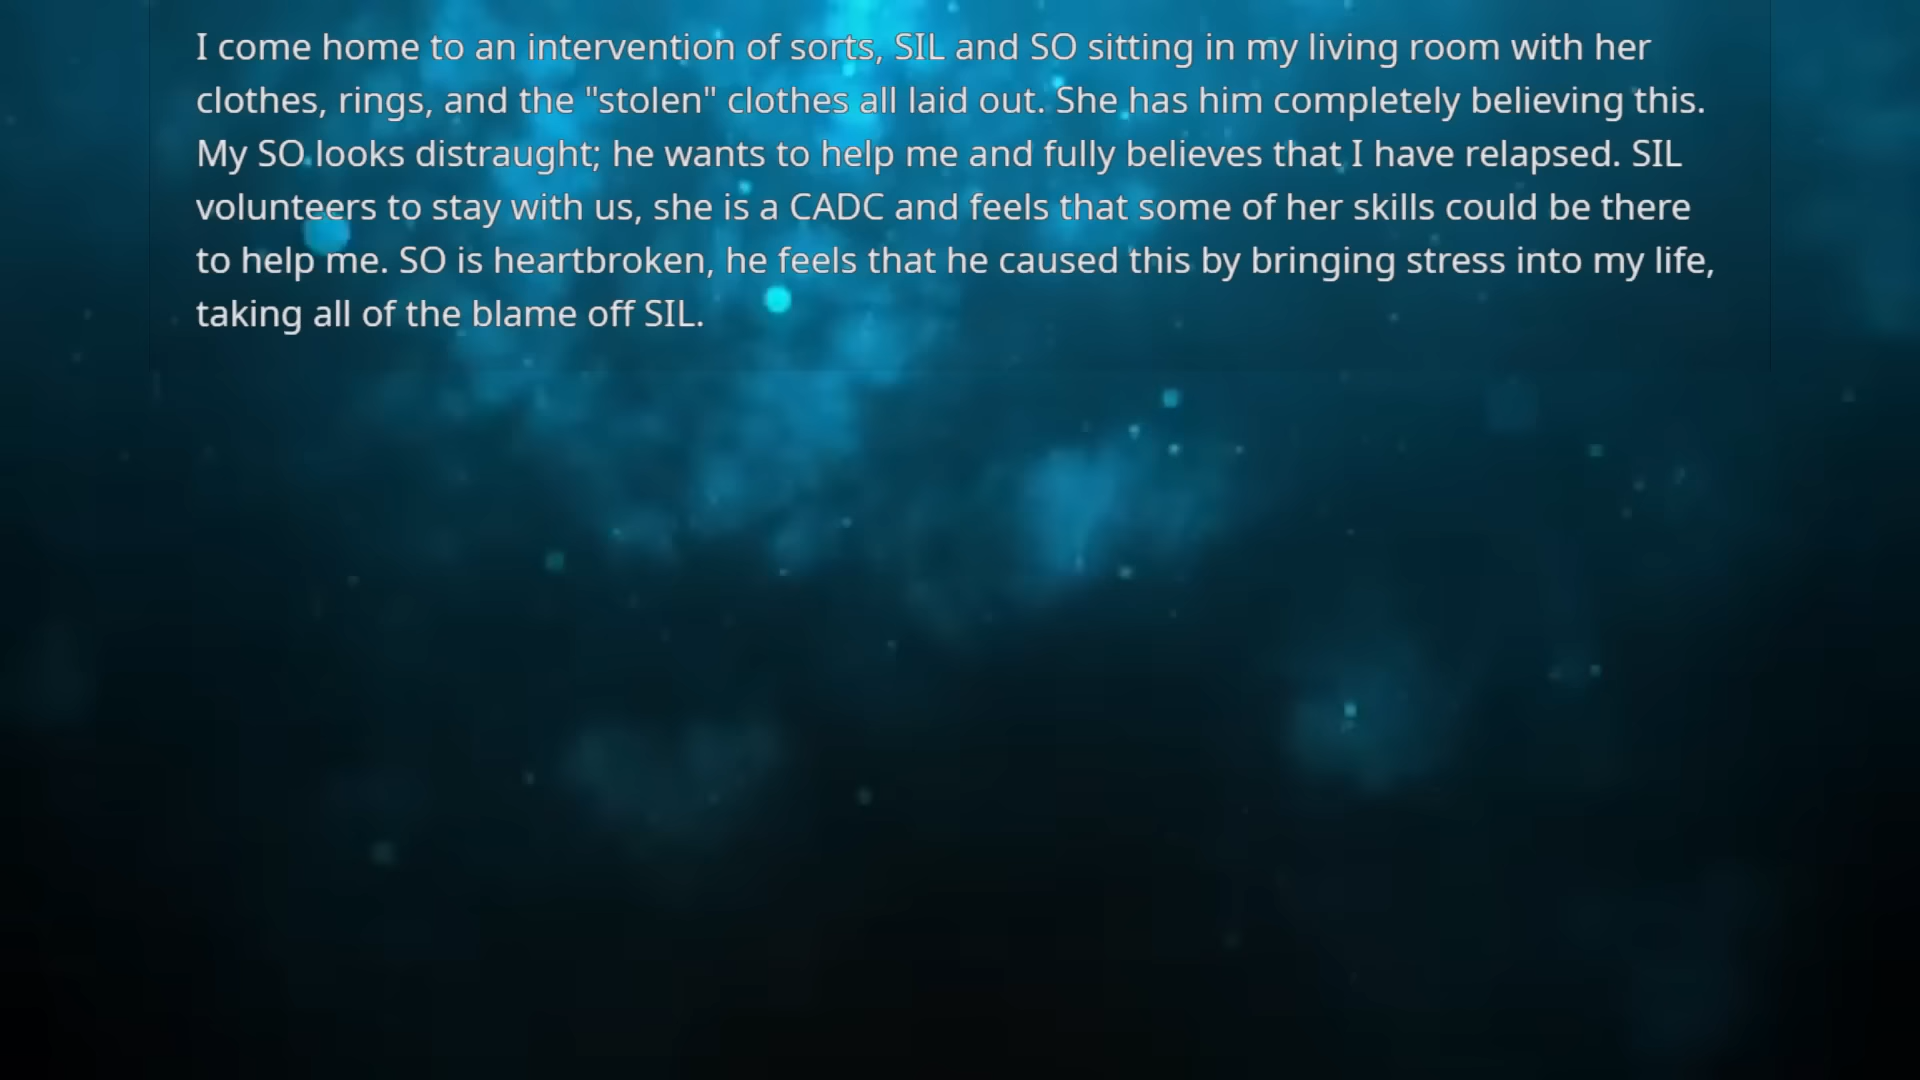 I come home to an intervention of sorts, SIL and SO sitting in my living room with her
clothes, rings, and the "stolen" clothes all laid out. She has him completely believing this.
My SO looks distraught; he wants to help me and fully believes that I have relapsed. SIL
volunteers to stay with us, she is a CADC and feels that some of her skills could be there
to help me. SO is heartbroken, he feels that he caused this by bringing stress into my life,
taking all of the blame off SIL.